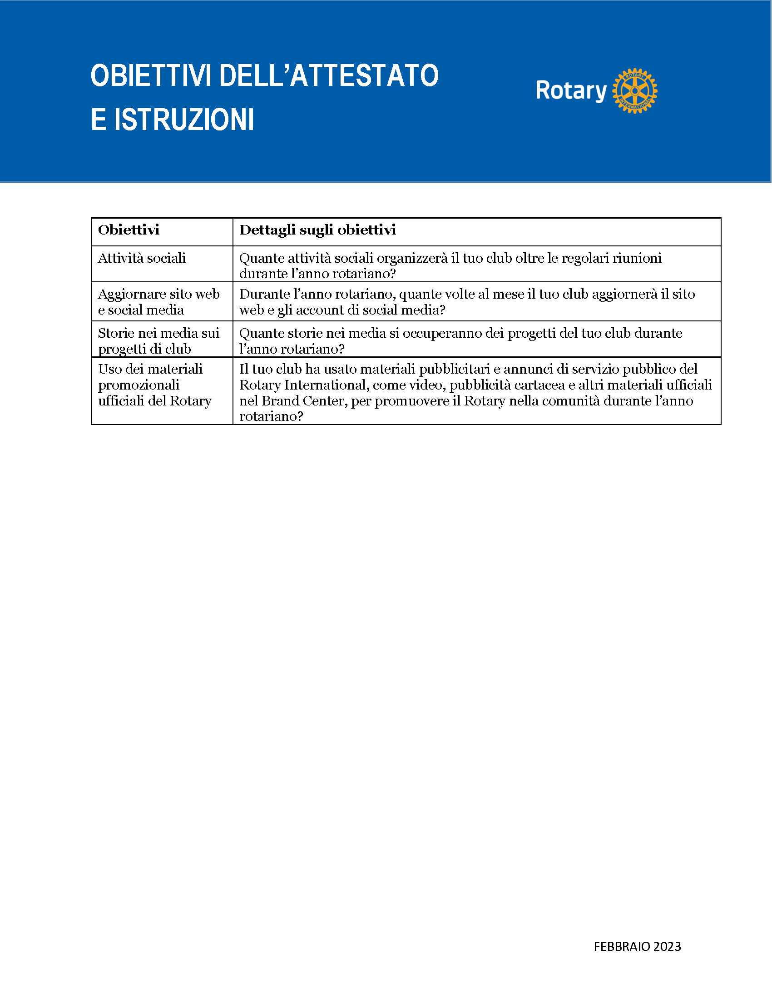 OBIETTIVI DELL’ATTESTATO
E ISTRUZIONI
Rotary
ROTARY
INTERNATIONAL
Obiettivi
Dettagli sugli obiettivi
Attività sociali
Quante attività sociali organizzerà il tuo club oltre le regolari riunioni
durante l’anno rotariano?
Aggiornare sito web
e social media
Durante l’anno rotariano, quante volte al mese il tuo club aggiornerà il sito
web e gli account di social media?
Storie nei media sui
progetti di club
Quante storie nei media si occuperanno dei progetti del tuo club durante
l’anno rotariano?
Uso dei materiali
promozionali
ufficiali del Rotary
Il tuo club ha usato materiali pubblicitari e annunci di servizio pubblico del
Rotary International, come video, pubblicità cartacea e altri materiali ufficiali
nel Brand Center, per promuovere il Rotary nella comunità durante l’anno
rotariano?
FEBBRAIO 2023